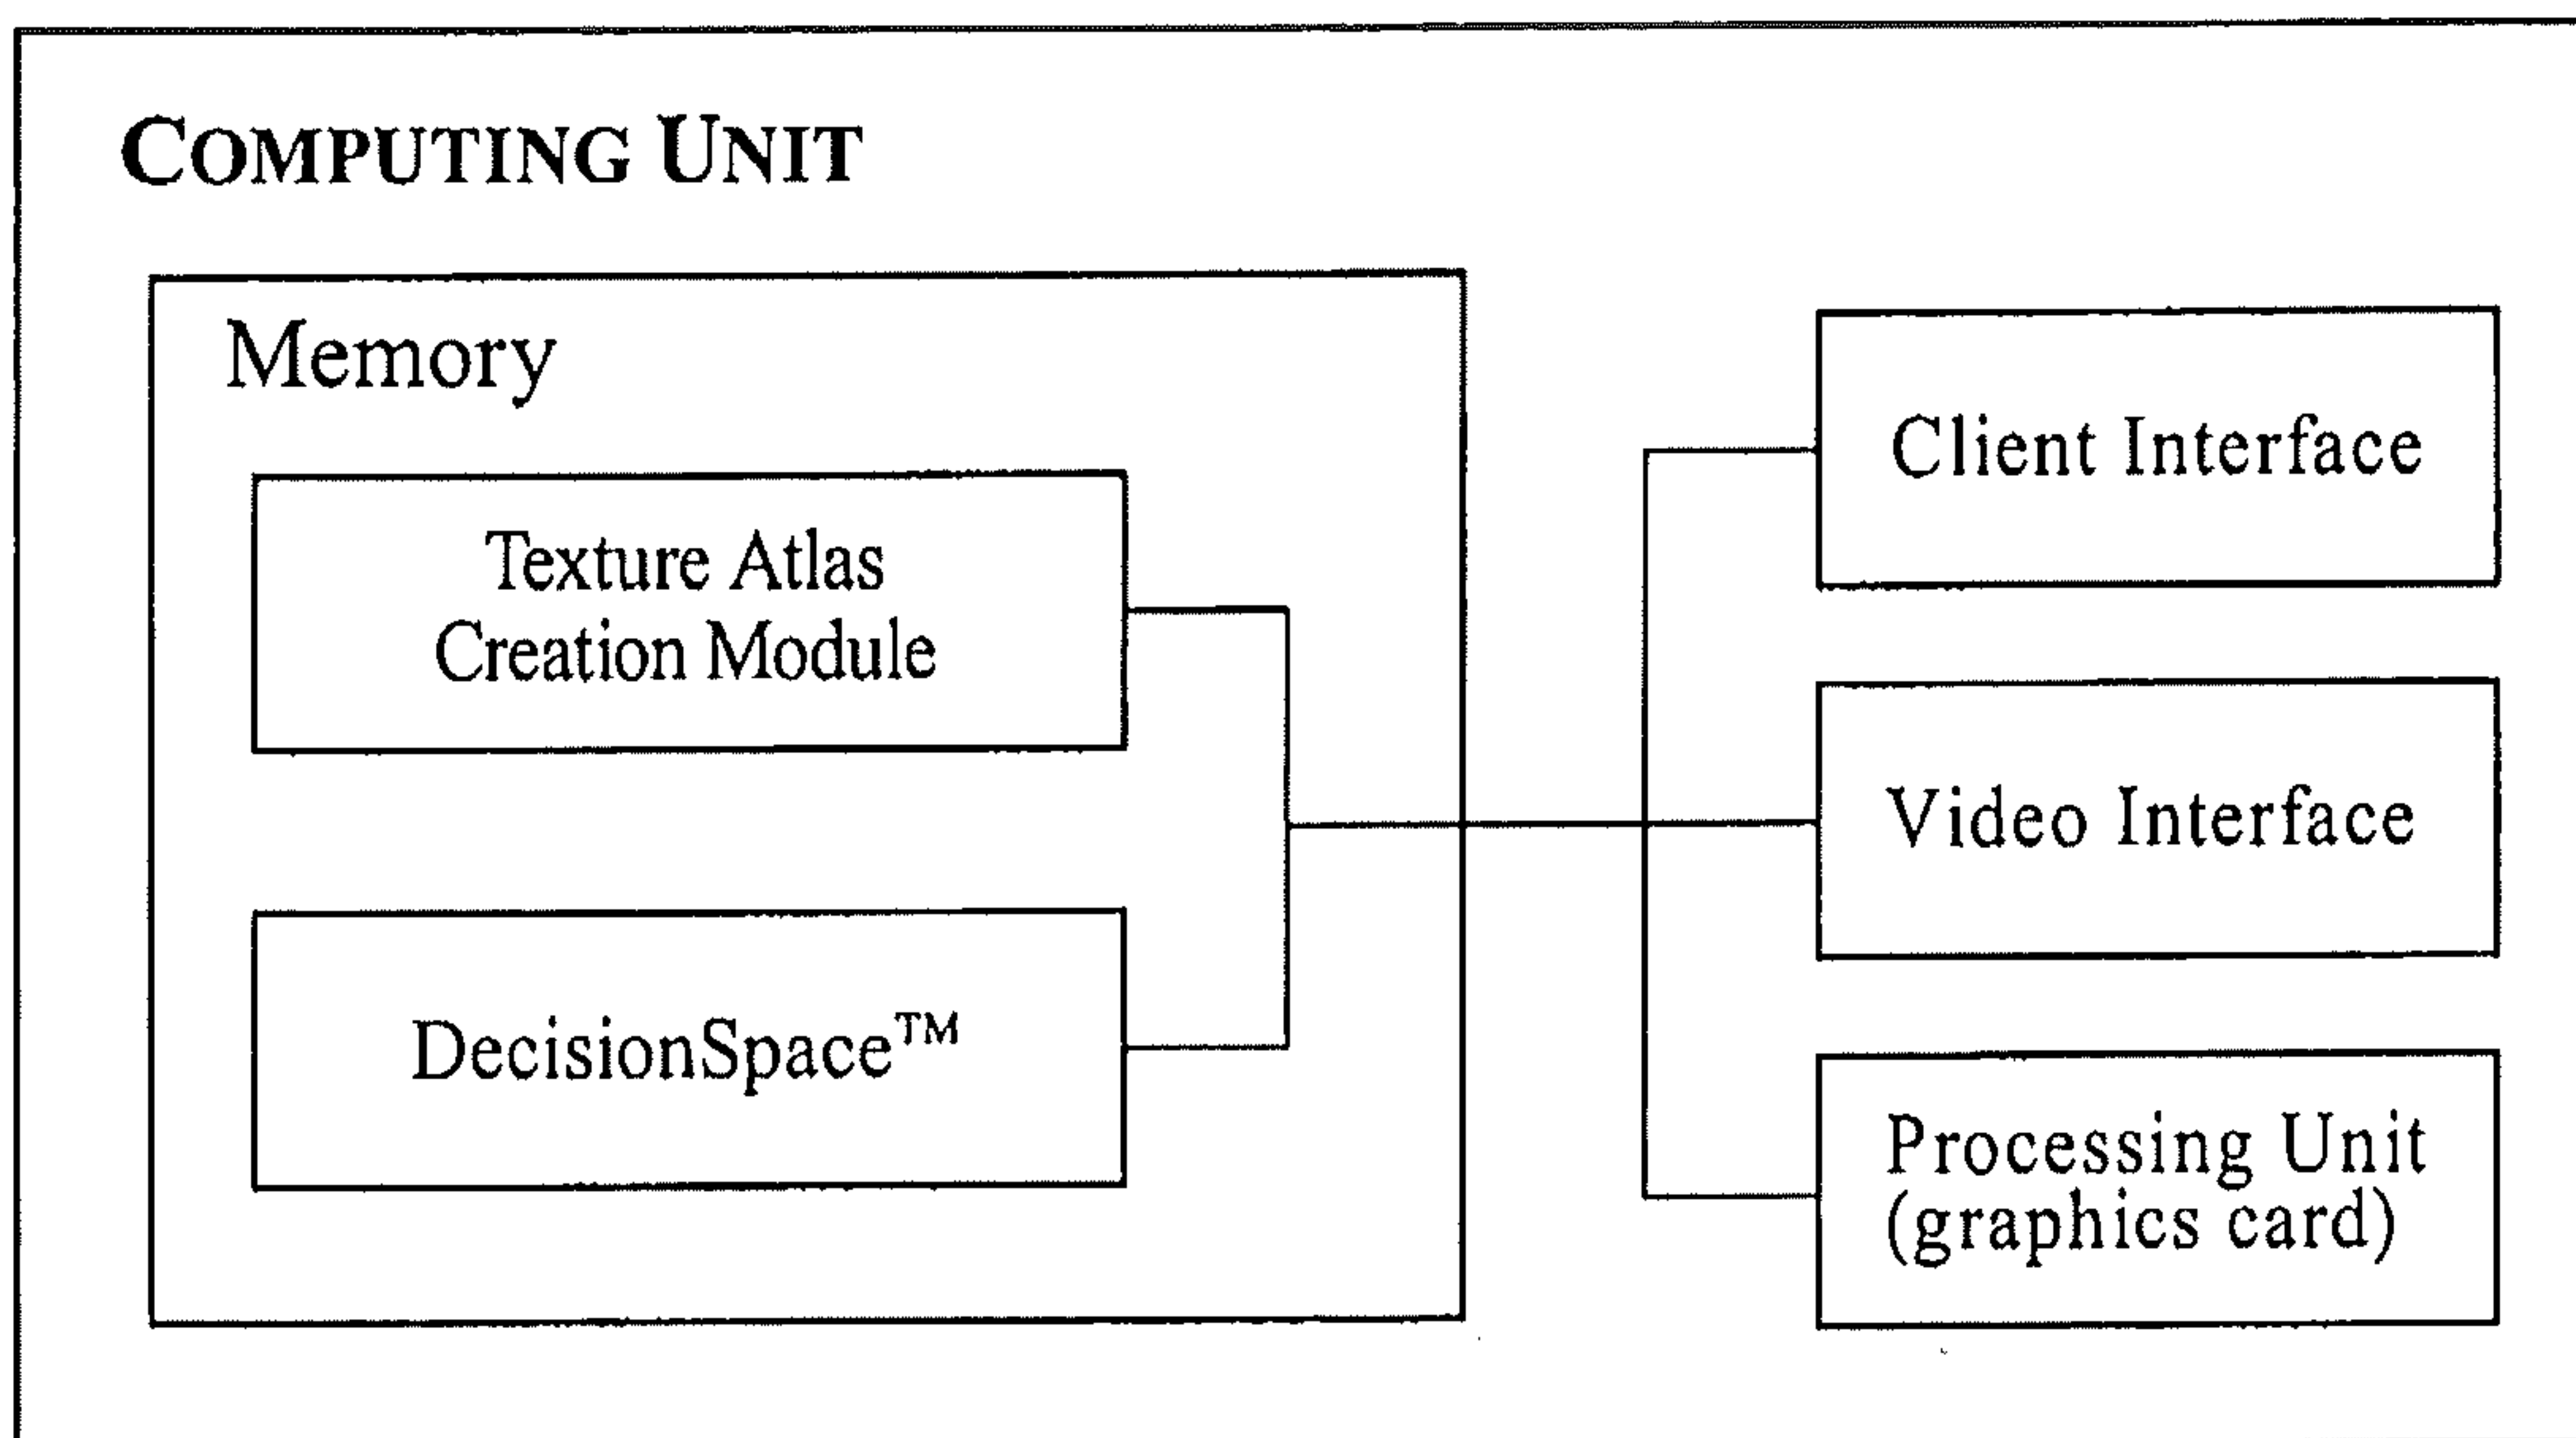 COMPUTING UNIT
Memory
Texture Atlas
Creation Module
DecisionSpace™
Client Interface
Video Interface
Processing Unit
(graphics card)